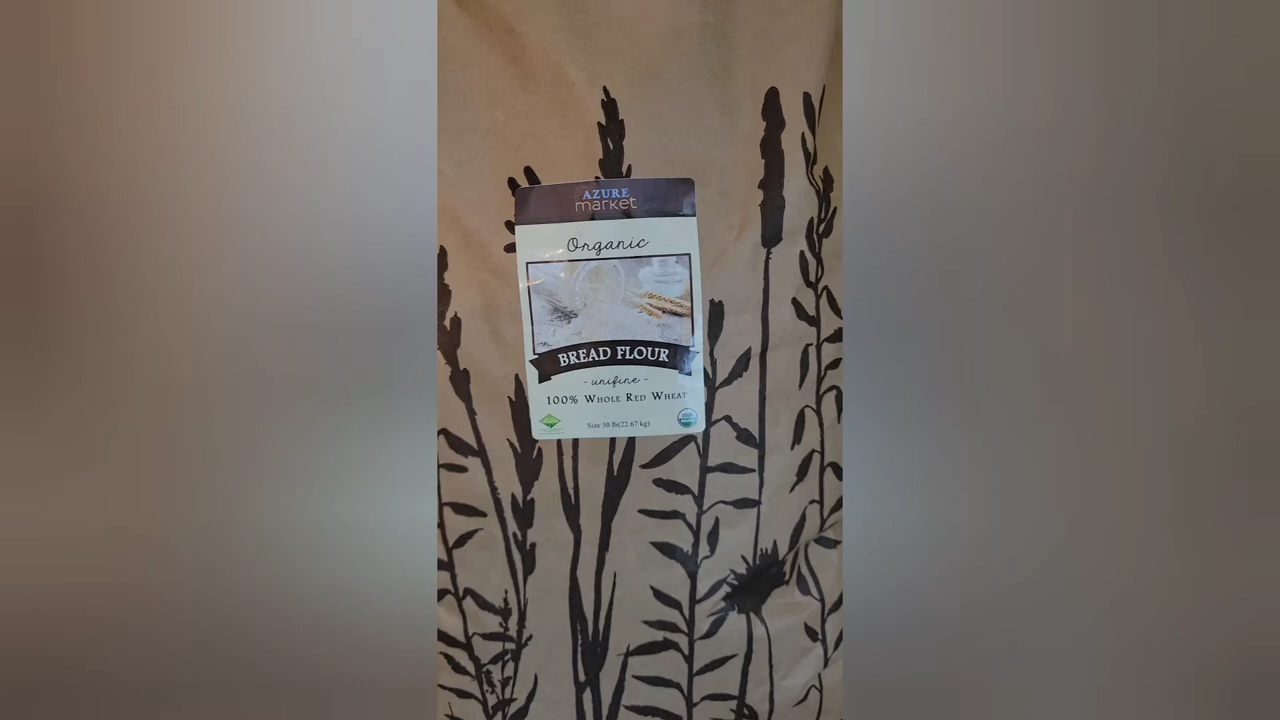 AZURE
market
Organic
BREAD FLOUR
- unifine -
100% WHOLE RED WHEAT
Size 50 lb(22.67 kg)